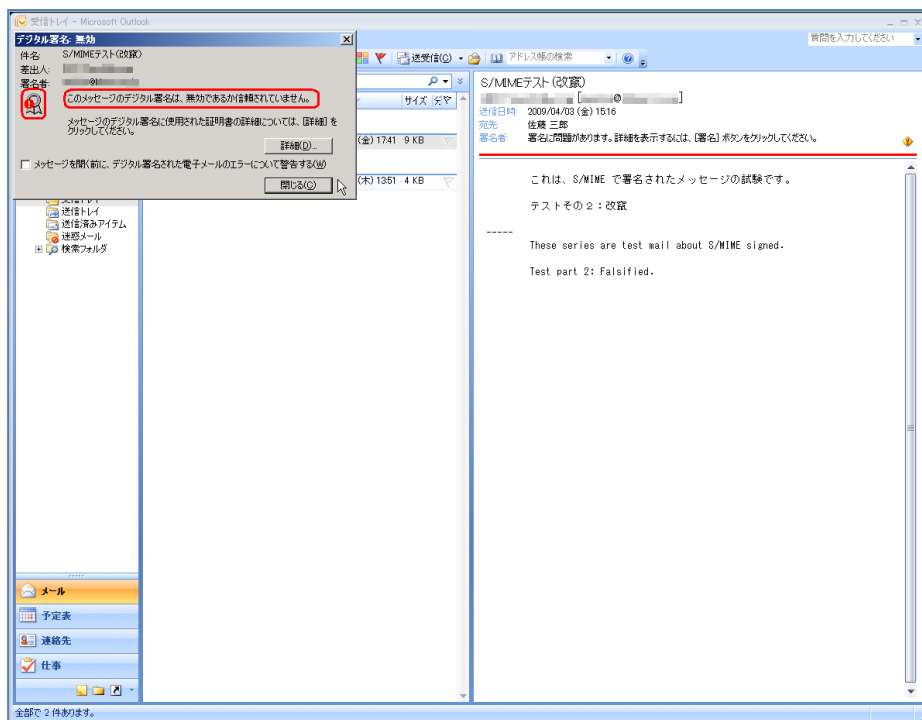 受信トレイ - Microsoft Outlook
質問を入力してください
デジタル署名: 無効
件名: S/MIMEテスト(改竄)
差出人:
署名者: @
このメッセージのデジタル署名は、無効であるか信頼されていません。
メッセージのデジタル署名に使用された証明書の詳細については、[詳細] を
クリックしてください。
詳細(D)...
メッセージを開く前に、デジタル署名された電子メールのエラーについて警告する(W)
閉じる(C)
送受信(O)
アドレス帳の検索
サイズ
(金) 17:41 9 KB
(木) 13:51 4 KB
受信トレイ
送信トレイ
送信済みアイテム
迷惑メール
検索フォルダ
S/MIMEテスト(改竄)
[ @ ]
送信日時: 2009/04/03 (金) 15:16
宛先: 佐藤 三郎
署名者: 署名に問題があります。詳細を表示するには、[署名] ボタンをクリックしてください。
これは、S/MIME で署名されたメッセージの試験です。
テストその2:改竄
-----
These series are test mail about S/MIME signed.
Test part 2: Falsified.
メール
予定表
連絡先
仕事
全部で 2 件あります。